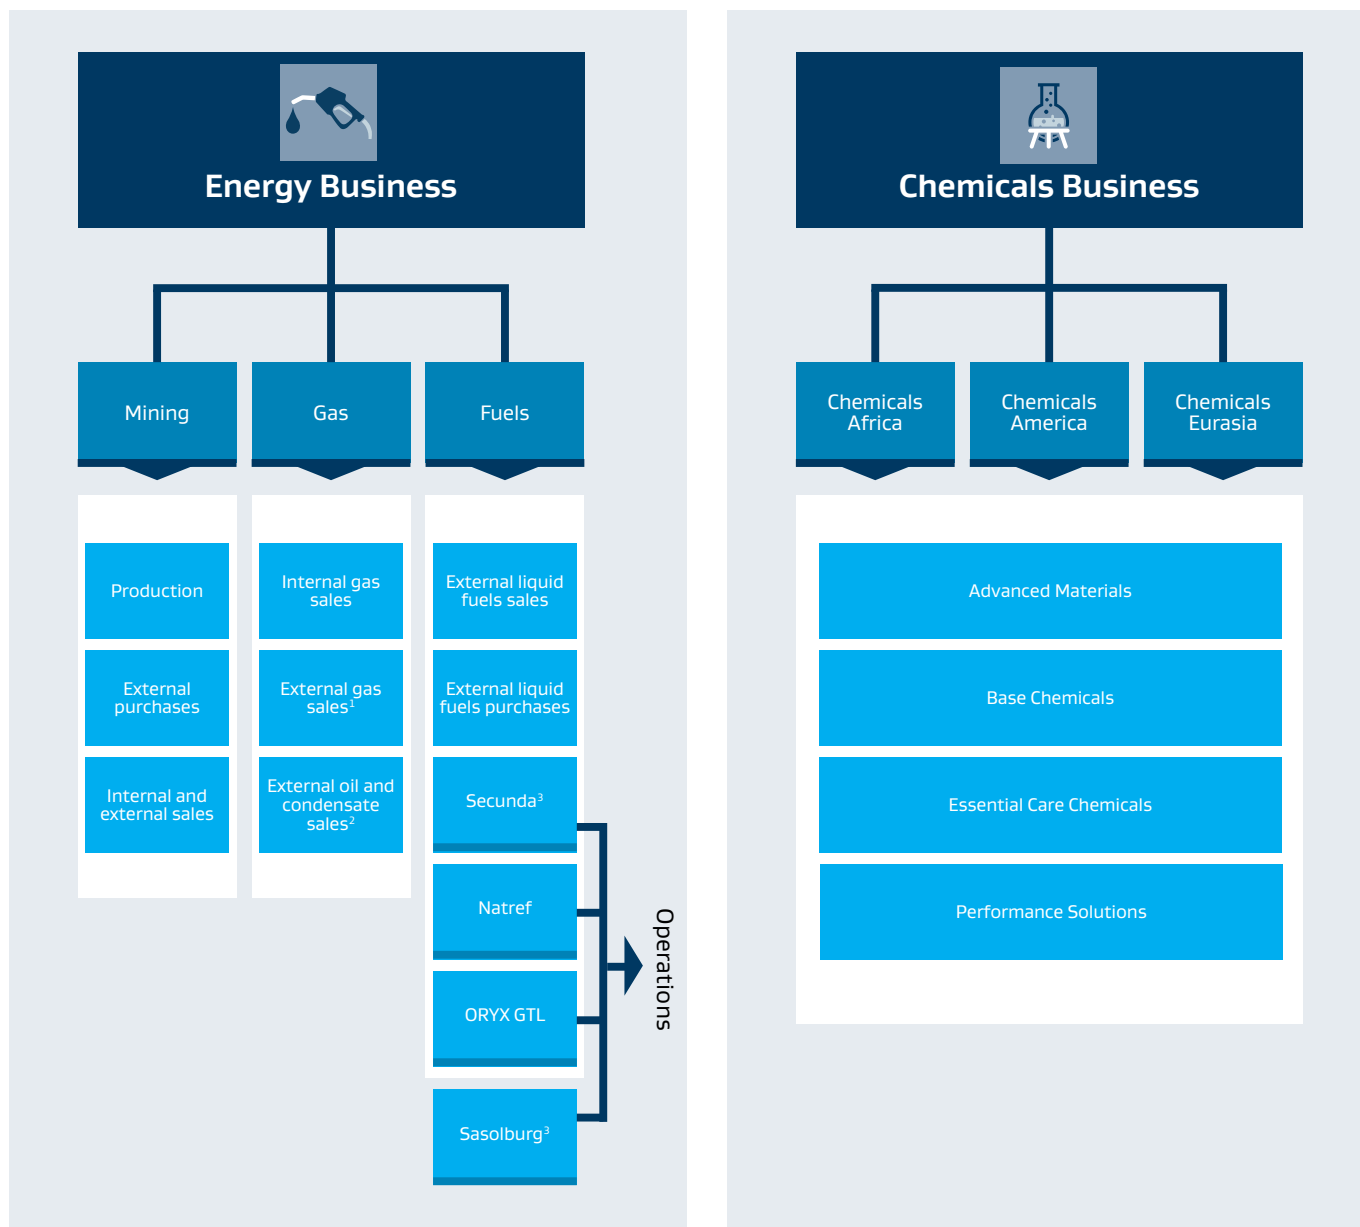 Energy Business
Mining
Gas
Fuels
Production
External
purchases
Internal and
external sales
Internal gas
sales
External gas
sales¹
External oil and
condensate
sales²
External liquid
fuels sales
External liquid
fuels purchases
Secunda³
Natref
ORYX GTL
Sasolburg³
Operations
Chemicals Business
Chemicals
Africa
Chemicals
America
Chemicals
Eurasia
Advanced Materials
Base Chemicals
Essential Care Chemicals
Performance Solutions